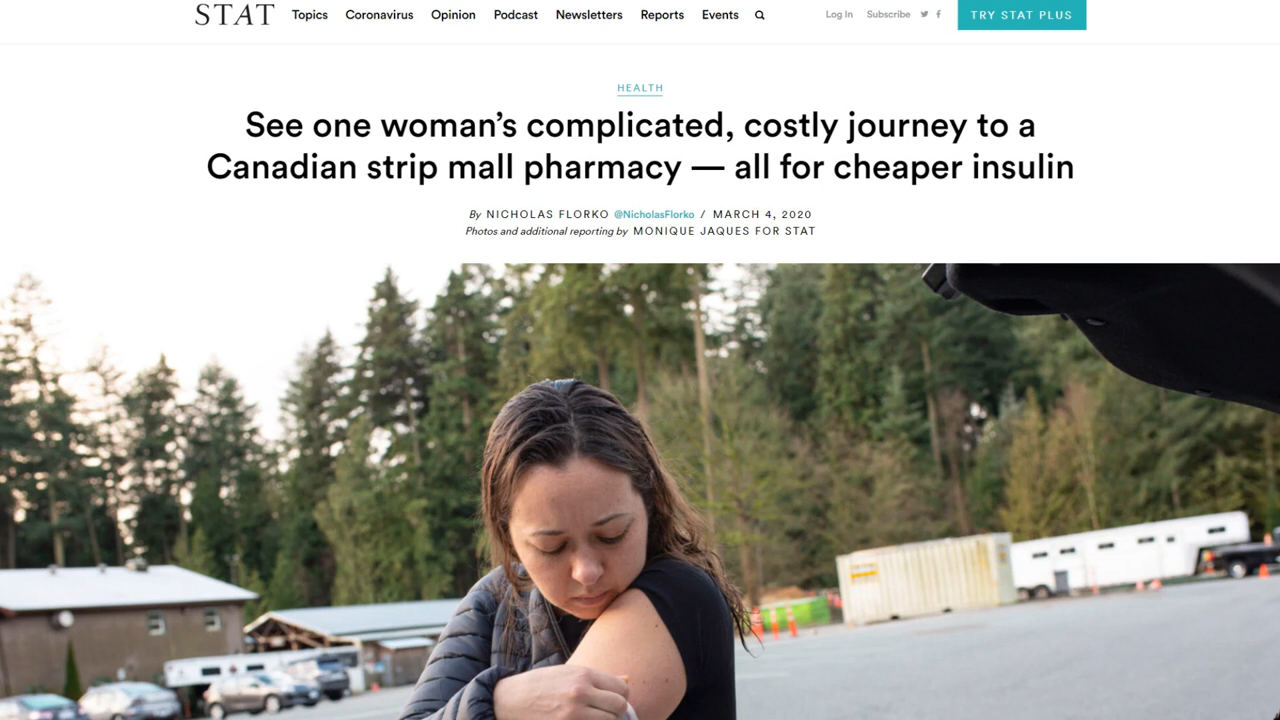 STAT Topics Coronavirus Opinion Podcast Newsletters Reports Events Log In Subscribe TRY STAT PLUS
HEALTH
See one woman’s complicated, costly journey to a
Canadian strip mall pharmacy — all for cheaper insulin
By NICHOLAS FLORKO @NicholasFlorko / MARCH 4, 2020
Photos and additional reporting by MONIQUE JAQUES FOR STAT